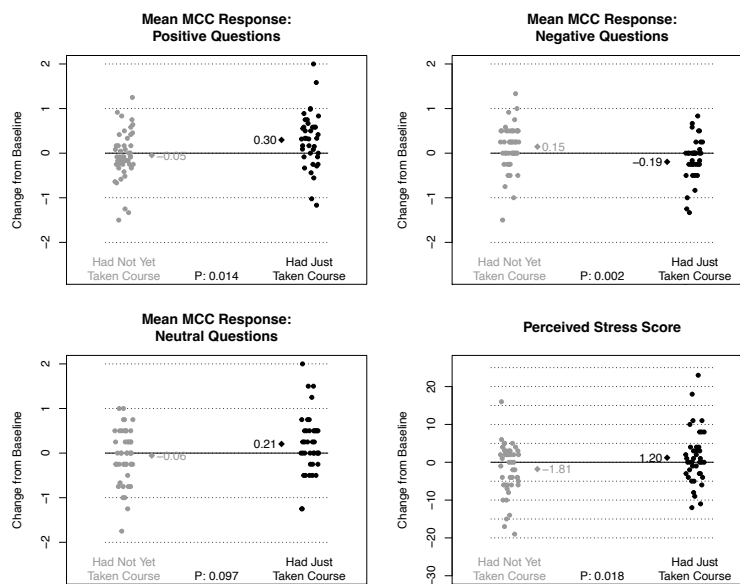 Mean MCC Response:
Positive Questions
Change from Baseline
2
1
0
−1
−2
−0.05
0.30
Had Not Yet
Taken Course
P: 0.014
Had Just
Taken Course
Mean MCC Response:
Negative Questions
Change from Baseline
2
1
0
−1
−2
0.15
−0.19
Had Not Yet
Taken Course
P: 0.002
Had Just
Taken Course
Mean MCC Response:
Neutral Questions
Change from Baseline
2
1
0
−1
−2
−0.06
0.21
Had Not Yet
Taken Course
P: 0.097
Had Just
Taken Course
Perceived Stress Score
Change from Baseline
20
10
0
−10
−20
−30
−1.81
1.20
Had Not Yet
Taken Course
P: 0.018
Had Just
Taken Course